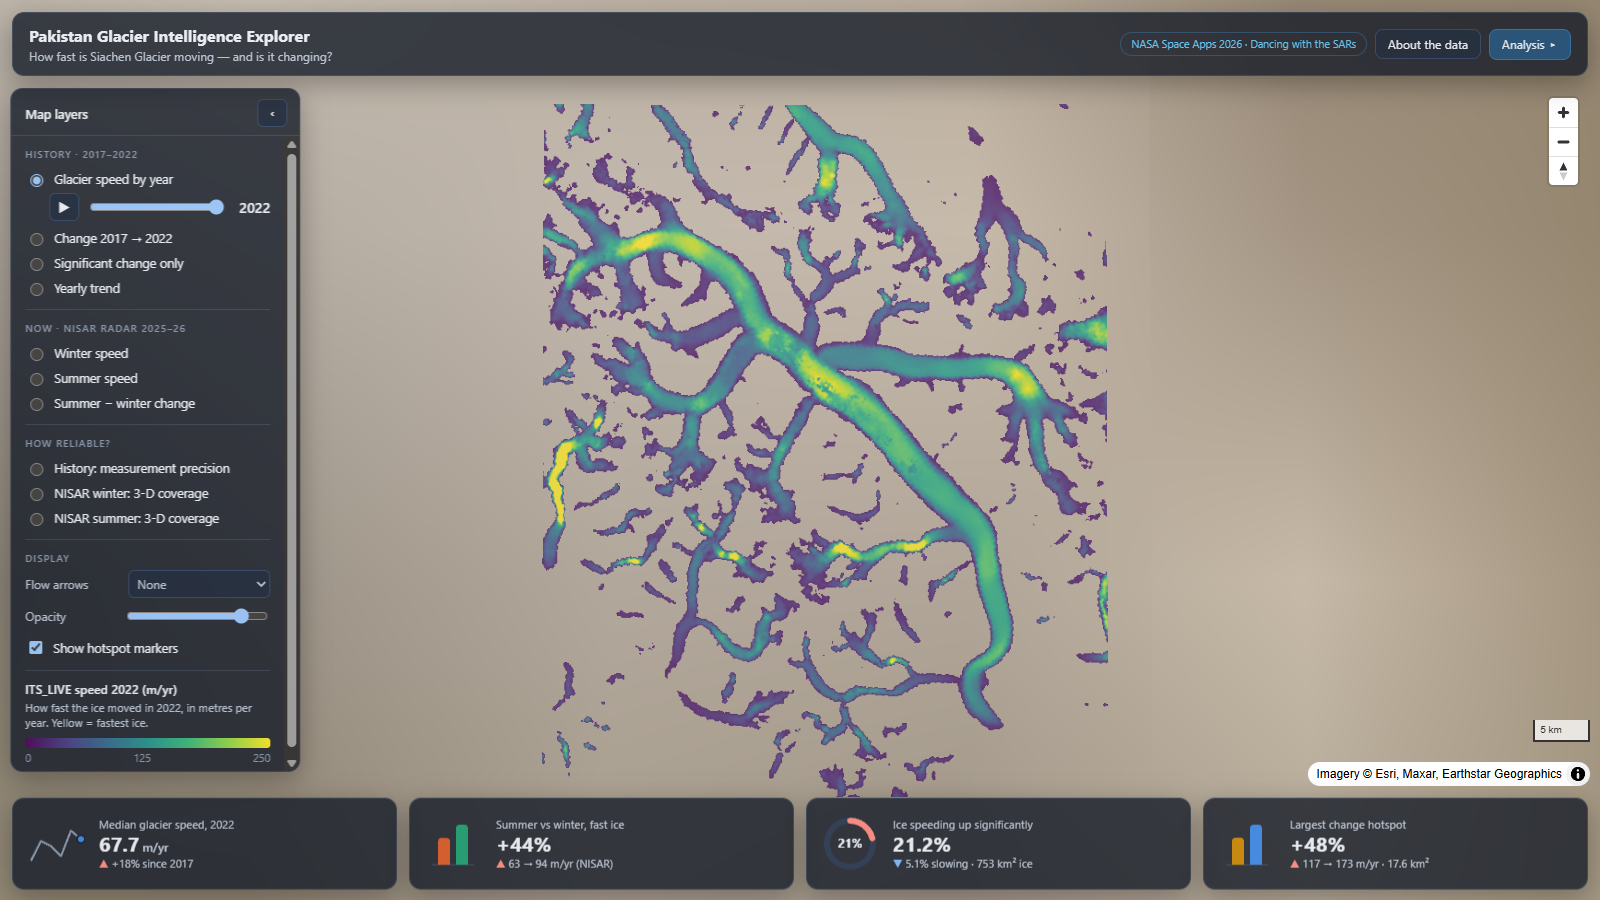 Pakistan Glacier Intelligence Explorer
How fast is Siachen Glacier moving — and is it changing?
NASA Space Apps 2026 · Dancing with the SARs
About the data
Analysis ▸
Map layers
HISTORY · 2017–2022
Glacier speed by year
2022
Change 2017 → 2022
Significant change only
Yearly trend
NOW · NISAR RADAR 2025–26
Winter speed
Summer speed
Summer − winter change
HOW RELIABLE?
History: measurement precision
NISAR winter: 3-D coverage
NISAR summer: 3-D coverage
DISPLAY
Flow arrows
None
Opacity
Show hotspot markers
ITS_LIVE speed 2022 (m/yr)
How fast the ice moved in 2022, in metres per
year. Yellow = fastest ice.
0 125 250
5 km
Imagery © Esri, Maxar, Earthstar Geographics
Median glacier speed, 2022
67.7 m/yr
▲ +18% since 2017
Summer vs winter, fast ice
+44%
▲ 63 → 94 m/yr (NISAR)
21%
Ice speeding up significantly
21.2%
▼ 5.1% slowing · 753 km² ice
Largest change hotspot
+48%
▲ 117 → 173 m/yr · 17.6 km²